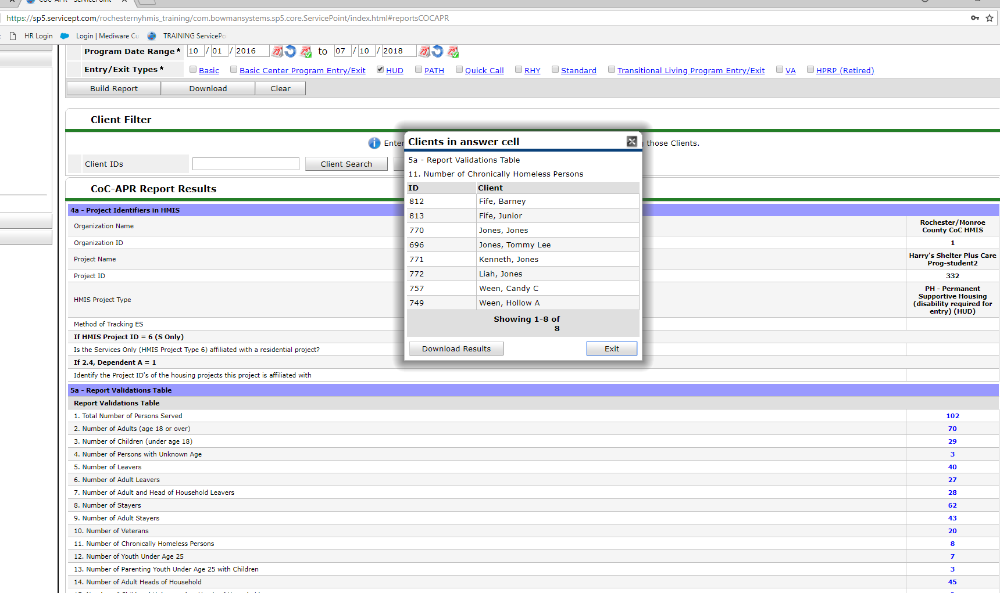 CoC-APR - ServicePoint
https://sp5.servicept.com/rochesternyhmis_training/com.bowmansystems.sp5.core.ServicePoint/index.html#reportsCOCAPR
HR Login Login | Mediware Cu TRAINING ServicePo
Program Date Range * 10 / 01 / 2016 to 07 / 10 / 2018
Entry/Exit Types * Basic Basic Center Program Entry/Exit HUD PATH Quick Call RHY Standard Transitional Living Program Entry/Exit VA HPRP (Retired)
Build Report Download Clear
Client Filter
Enter those Clients.
Client IDs Client Search
CoC-APR Report Results
Clients in answer cell
5a - Report Validations Table
11. Number of Chronically Homeless Persons
ID Client
812 Fife, Barney
813 Fife, Junior
770 Jones, Jones
696 Jones, Tommy Lee
771 Kenneth, Jones
772 Liah, Jones
757 Ween, Candy C
749 Ween, Hollow A
Showing 1-8 of
8
Download Results Exit
4a - Project Identifiers in HMIS
Organization Name Rochester/Monroe
County CoC HMIS
Organization ID 1
Project Name Harry's Shelter Plus Care
Prog-student2
Project ID 332
HMIS Project Type PH - Permanent
Supportive Housing
(disability required for
entry) (HUD)
Method of Tracking ES
If HMIS Project ID = 6 (S Only)
Is the Services Only (HMIS Project Type 6) affiliated with a residential project?
If 2.4, Dependent A = 1
Identify the Project ID's of the housing projects this project is affiliated with
5a - Report Validations Table
Report Validations Table
1. Total Number of Persons Served 102
2. Number of Adults (age 18 or over) 70
3. Number of Children (under age 18) 29
4. Number of Persons with Unknown Age 3
5. Number of Leavers 40
6. Number of Adult Leavers 27
7. Number of Adult and Head of Household Leavers 28
8. Number of Stayers 62
9. Number of Adult Stayers 43
10. Number of Veterans 20
11. Number of Chronically Homeless Persons 8
12. Number of Youth Under Age 25 7
13. Number of Parenting Youth Under Age 25 with Children 3
14. Number of Adult Heads of Household 45